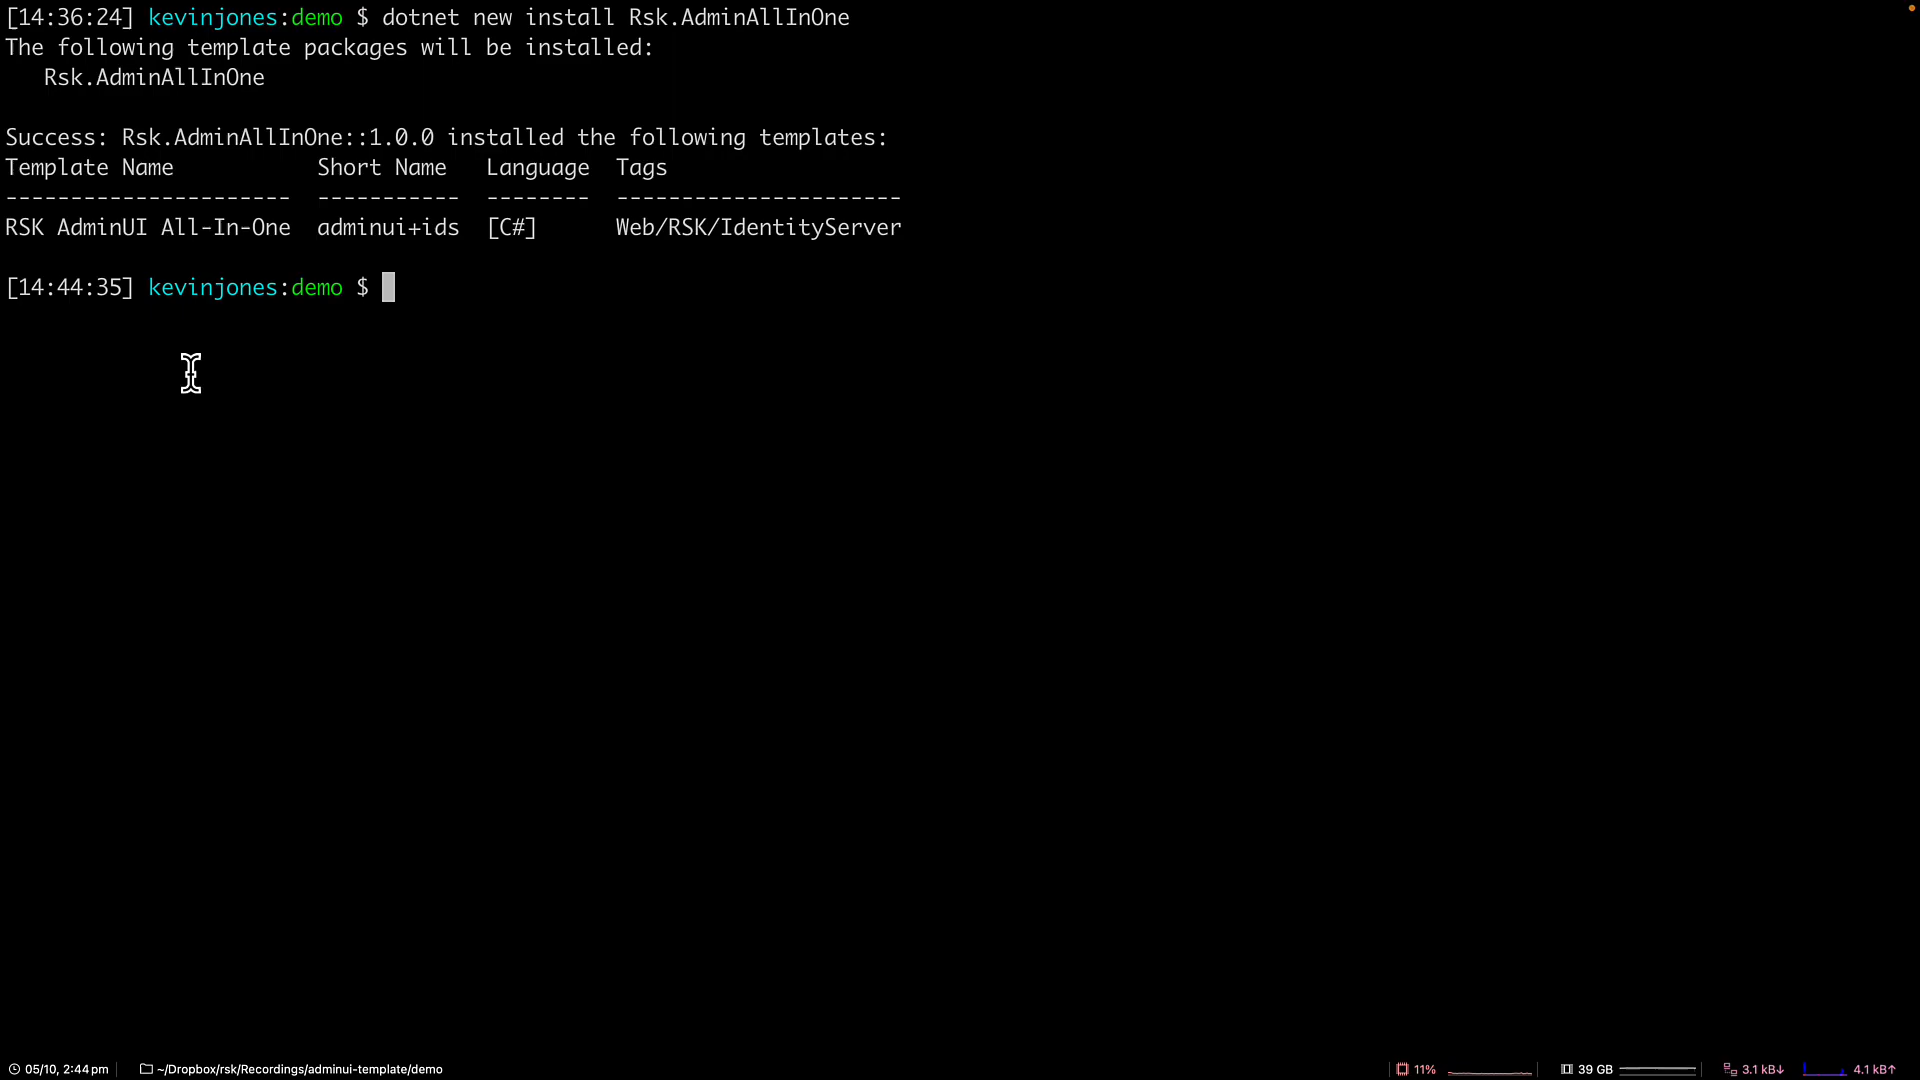 [14:36:24] kevinjones:demo $ dotnet new install Rsk.AdminAllInOne
The following template packages will be installed:
   Rsk.AdminAllInOne

Success: Rsk.AdminAllInOne::1.0.0 installed the following templates:
Template Name           Short Name   Language  Tags
----------------------  -----------  --------  ----------------------
RSK AdminUI All-In-One  adminui+ids  [C#]      Web/RSK/IdentityServer

[14:44:35] kevinjones:demo $
05/10, 2:44 pm ~/Dropbox/rsk/Recordings/adminui-template/demo 11% 39 GB 3.1 kB↓ 4.1 kB↑